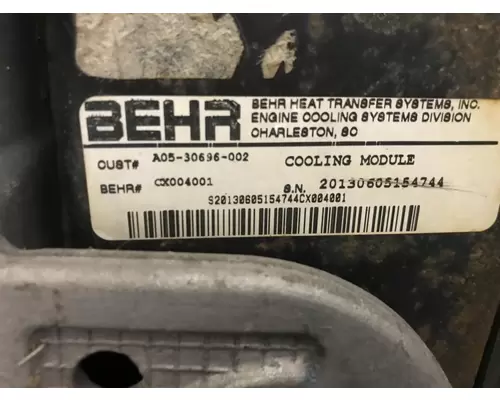 BEHR
BEHR HEAT TRANSFER SYSTEMS, INC.
ENGINE COOLING SYSTEMS DIVISION
CHARLESTON, SC
CUST# A05-30696-002 COOLING MODULE
BEHR# CX004001 S.N. 20130605154744
S20130605154744CX004001